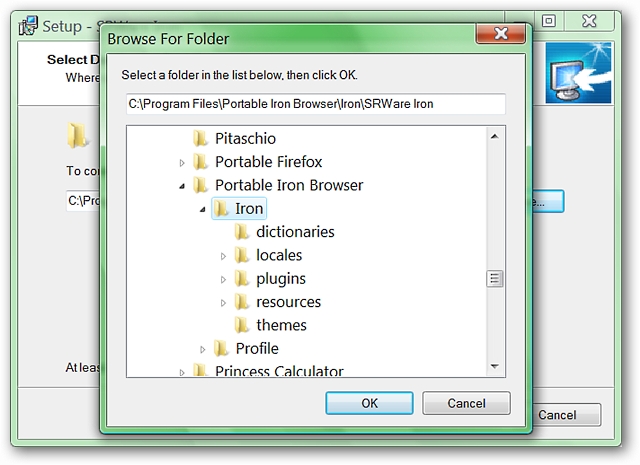 Setup - SRWare Iron
Browse For Folder
Select D
Where
Select a folder in the list below, then click OK.
C:\Program Files\Portable Iron Browser\Iron\SRWare Iron
To con
C:\Pro
e...
Pitaschio
Portable Firefox
Portable Iron Browser
Iron
dictionaries
locales
plugins
resources
themes
Profile
Princess Calculator
At leas
OK
Cancel
Cancel